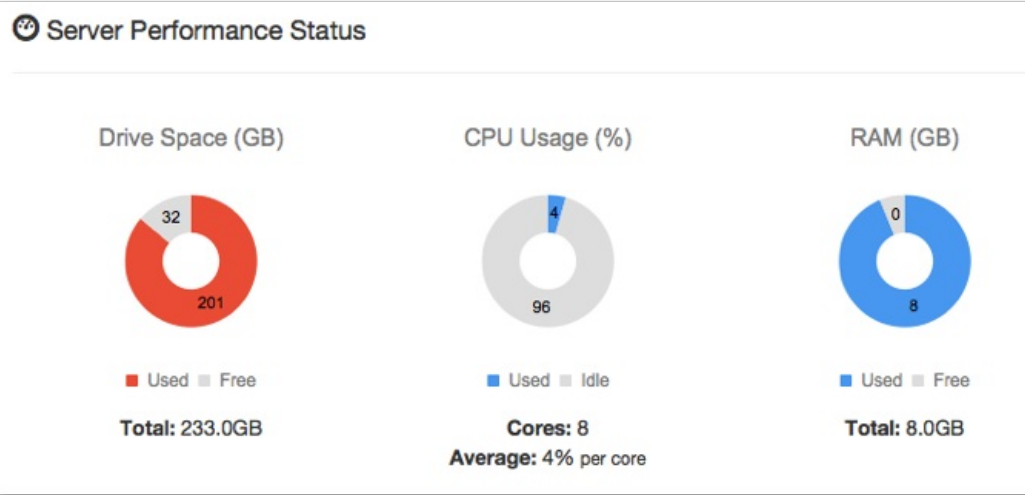 Server Performance Status
Drive Space (GB)
32
201
Used Free
Total: 233.0GB
CPU Usage (%)
4
96
Used Idle
Cores: 8
Average: 4% per core
RAM (GB)
0
8
Used Free
Total: 8.0GB